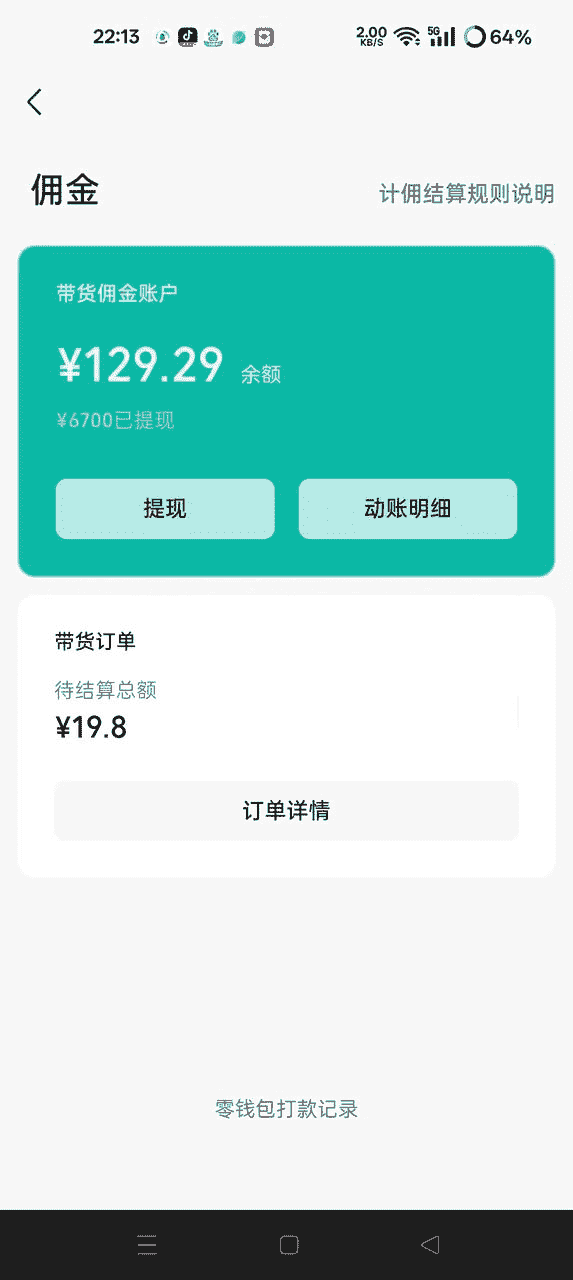 22:13
2.00 KB/S 5G 64%
佣金
计佣结算规则说明
带货佣金账户
¥129.29 余额
¥6700已提现
提现
动账明细
带货订单
待结算总额
¥19.8
订单详情
零钱包打款记录